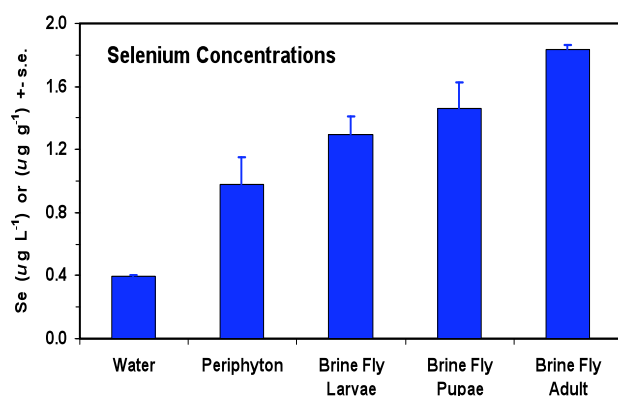 Selenium Concentrations
Se (ug L⁻¹) or (ug g⁻¹) +- s.e.
2.0
1.6
1.2
0.8
0.4
0.0
Water
Periphyton
Brine Fly
Larvae
Brine Fly
Pupae
Brine Fly
Adult